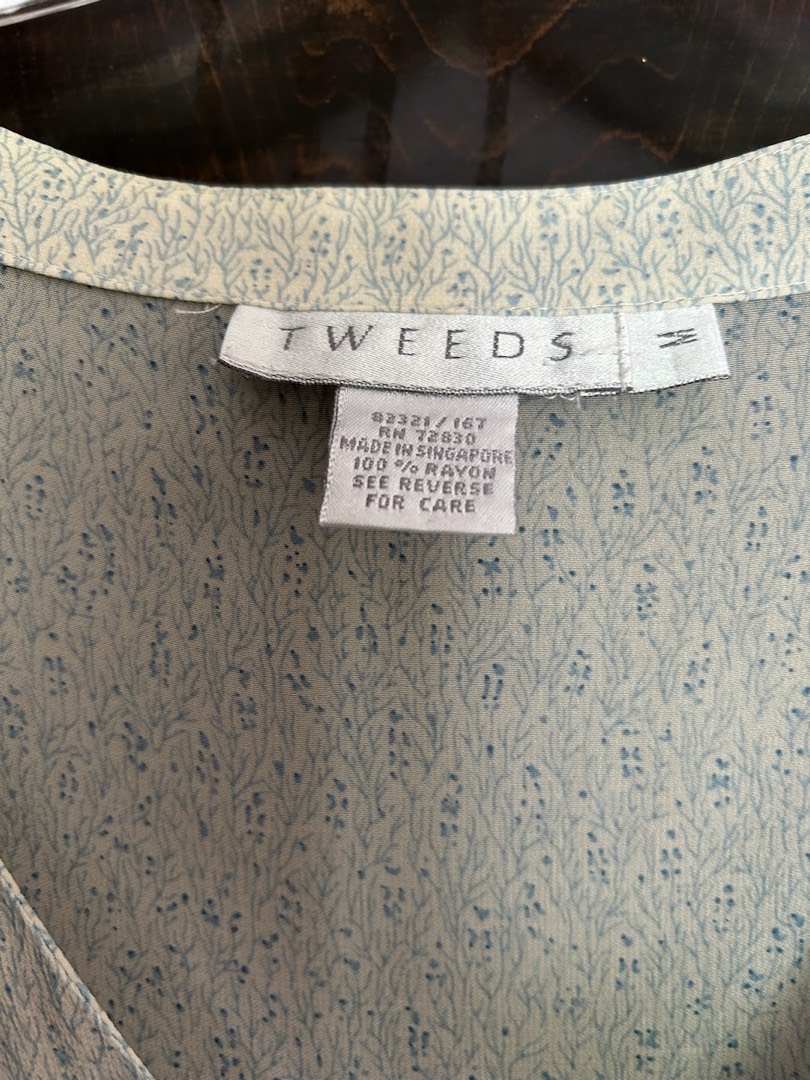 TWEEDS
M
82321/167
RN 72830
MADE IN SINGAPORE
100 % RAYON
SEE REVERSE
FOR CARE